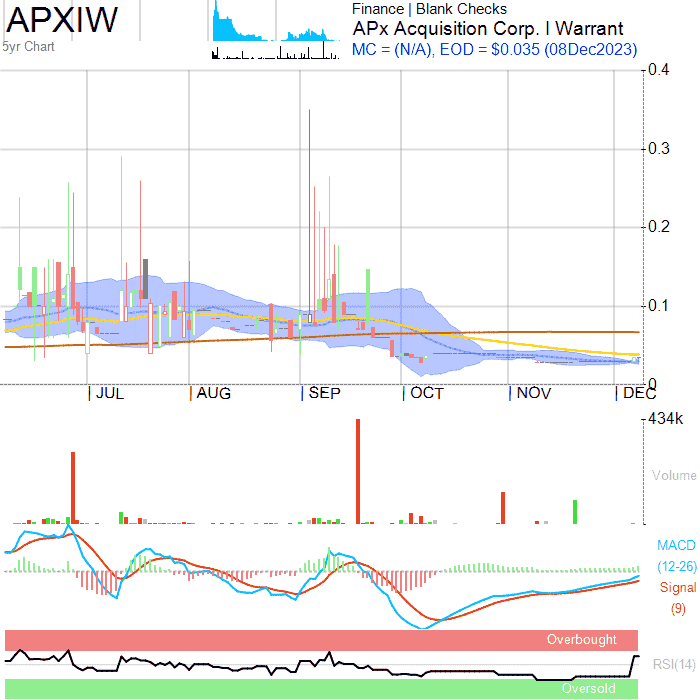 APXIW
5yr Chart
Finance | Blank Checks
APx Acquisition Corp. I Warrant
MC = (N/A), EOD = $0.035 (08Dec2023)
0.4
0.3
0.2
0.1
0
| JUL
| AUG
| SEP
| OCT
| NOV
| DEC
434k
Volume
MACD
(12-26)
Signal
(9)
Overbought
RSI(14)
Oversold